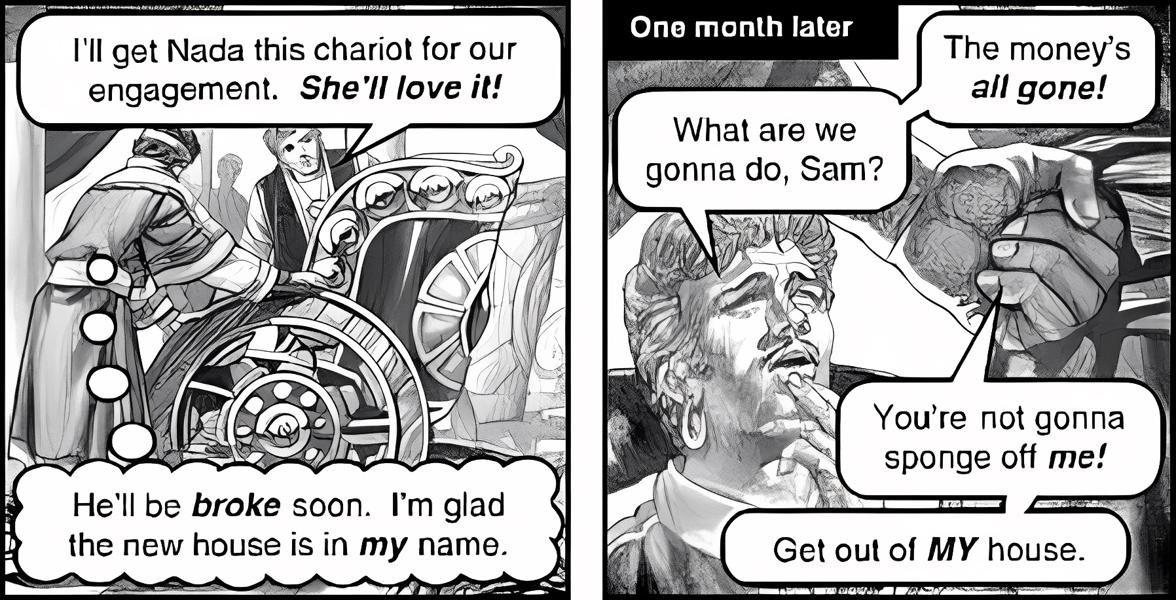 I'll get Nada this chariot for our
engagement. She'll love it!
He'll be broke soon. I'm glad
the new house is in my name.
One month later
The money's
all gone!
What are we
gonna do, Sam?
You're not gonna
sponge off me!
Get out of MY house.